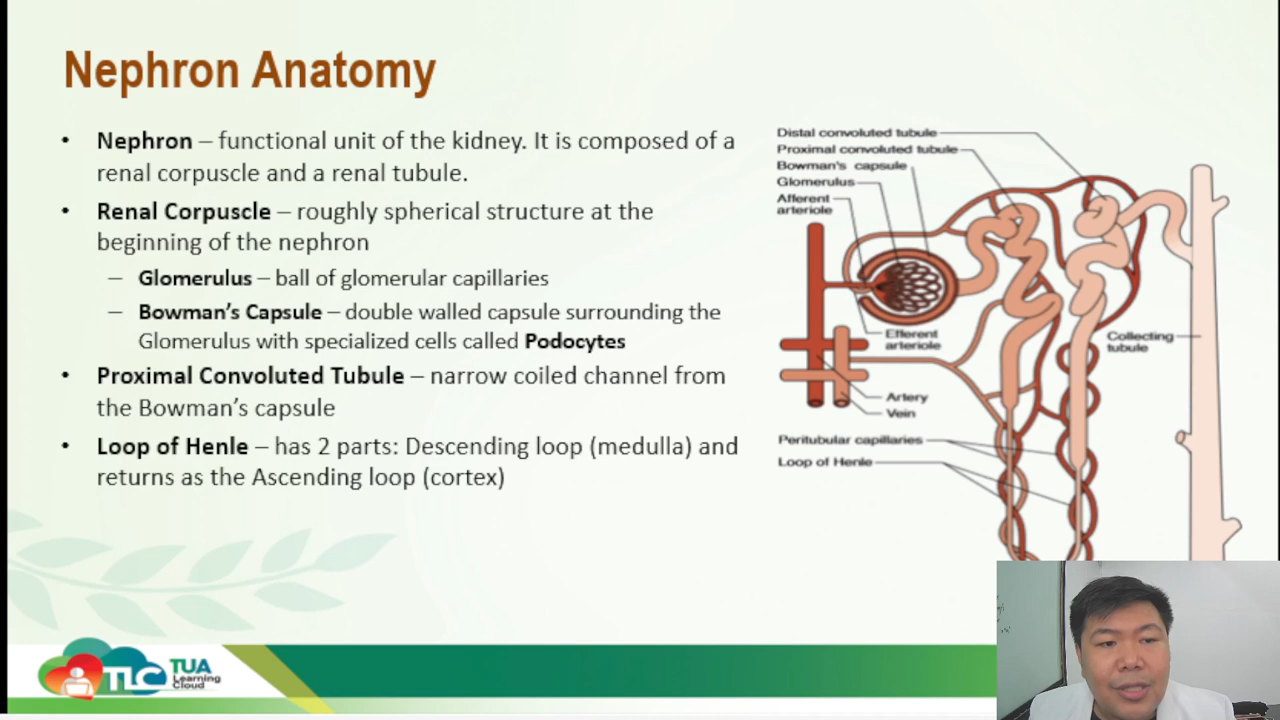 Nephron Anatomy
• Nephron – functional unit of the kidney. It is composed of a
renal corpuscle and a renal tubule.
• Renal Corpuscle – roughly spherical structure at the
beginning of the nephron
– Glomerulus – ball of glomerular capillaries
– Bowman's Capsule – double walled capsule surrounding the
Glomerulus with specialized cells called Podocytes
• Proximal Convoluted Tubule – narrow coiled channel from
the Bowman's capsule
• Loop of Henle – has 2 parts: Descending loop (medulla) and
returns as the Ascending loop (cortex)
Distal convoluted tubule
Proximal convoluted tubule
Bowman's capsule
Glomerulus
Afferent
arteriole
Efferent
arteriole
Collecting
tubule
Artery
Vein
Peritubular capillaries
Loop of Henle
TLC
TUA
Learning
Cloud